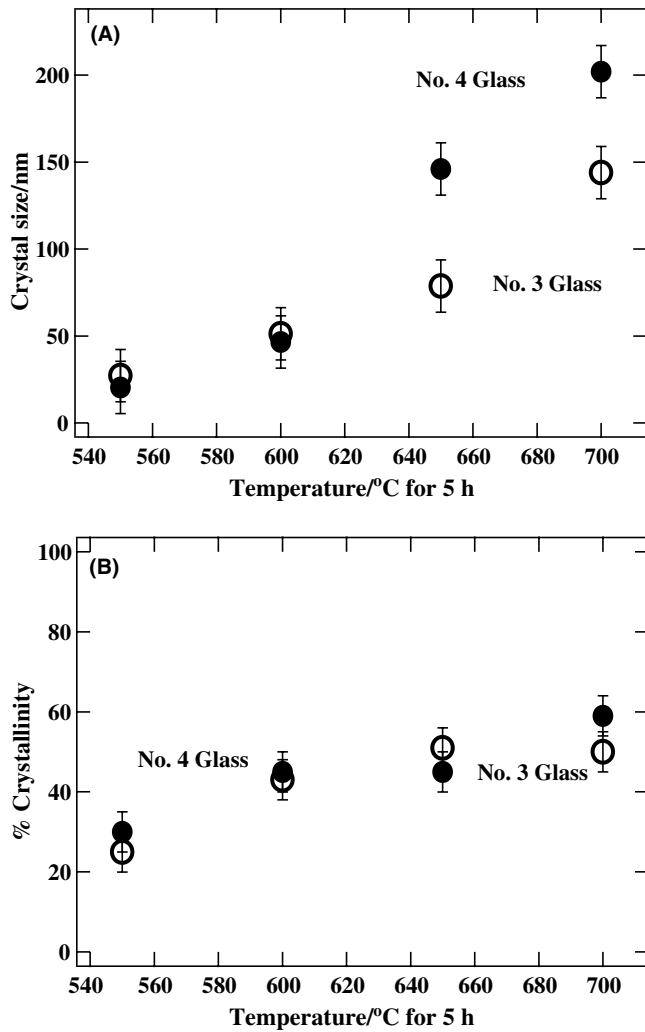 (A)
No. 4 Glass
No. 3 Glass
Crystal size/nm
200
150
100
50
0
540 560 580 600 620 640 660 680 700
Temperature/°C for 5 h
(B)
No. 4 Glass
No. 3 Glass
% Crystallinity
100
80
60
40
20
0
540 560 580 600 620 640 660 680 700
Temperature/°C for 5 h